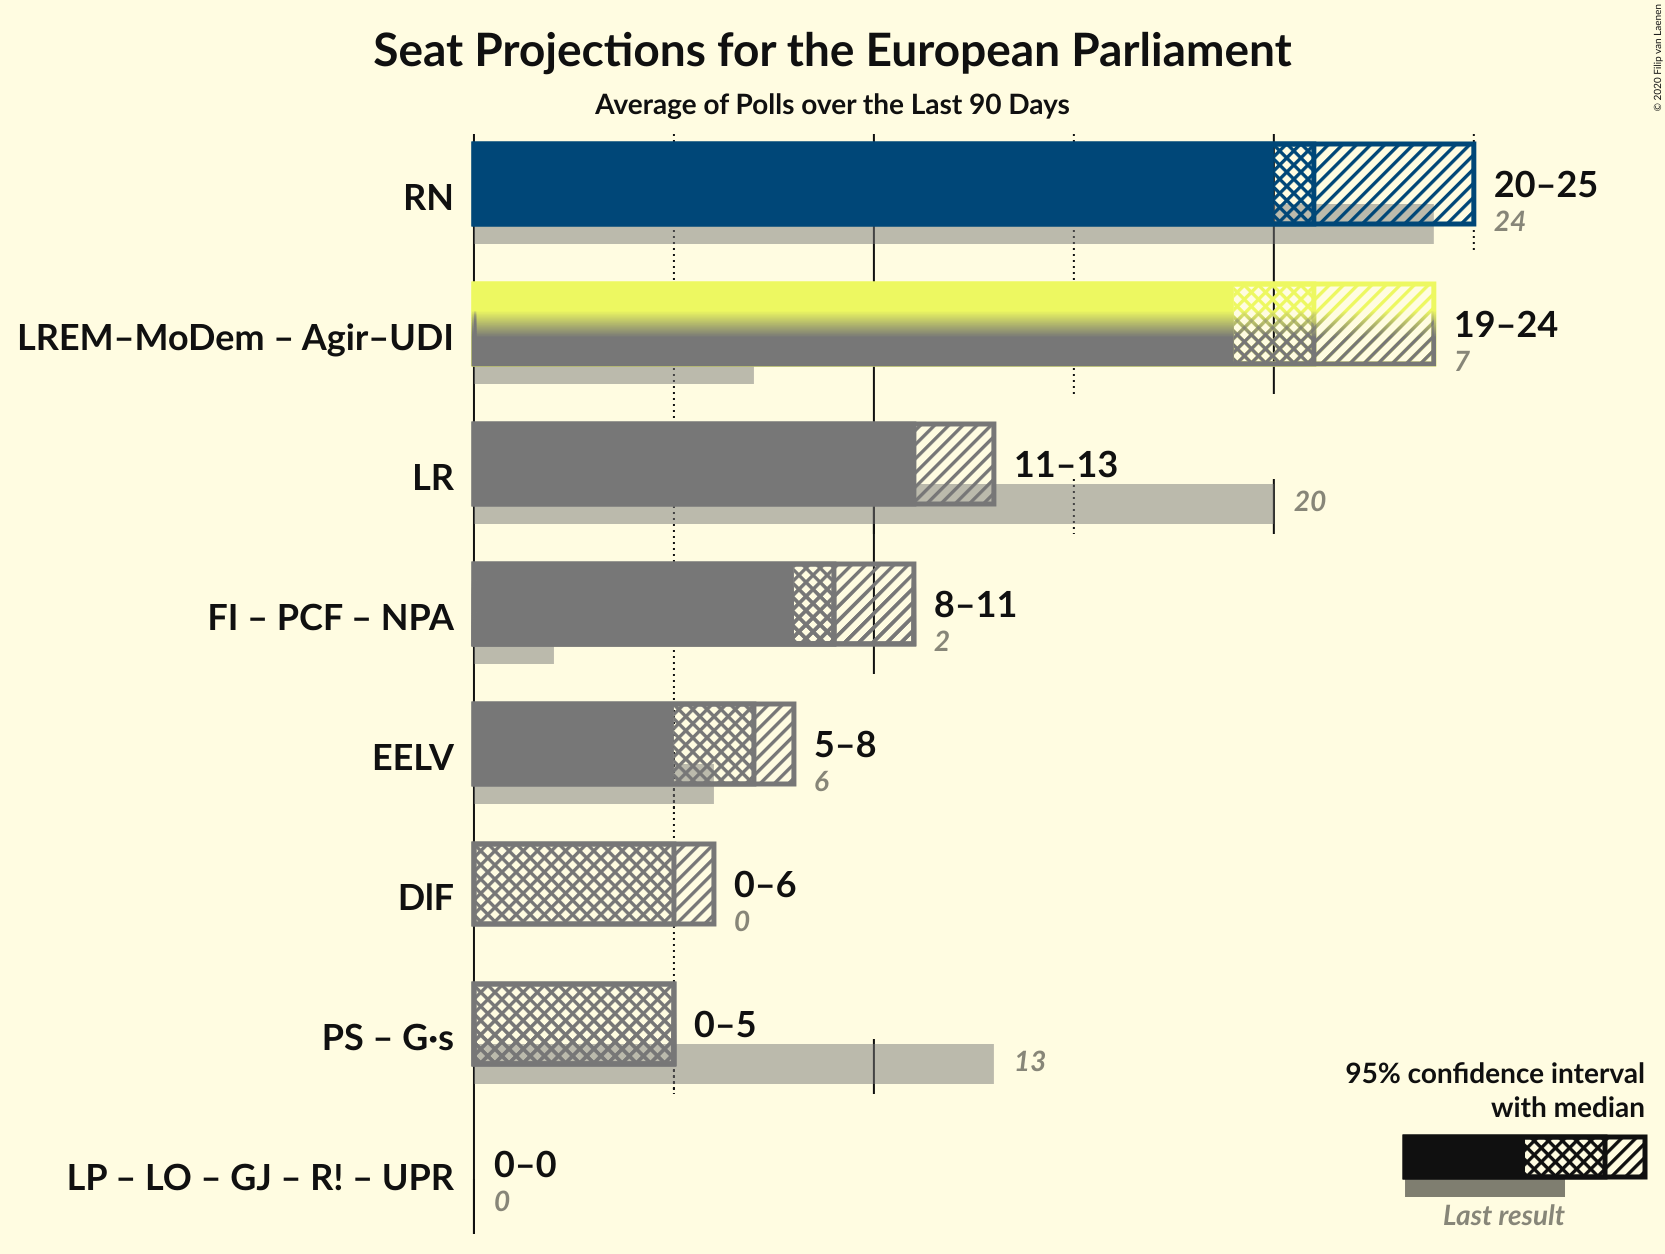 Seat Projections for the European Parliament
Average of Polls over the Last 90 Days
© 2020 Filip van Laenen
RN
20–25
24
LREM–MoDem – Agir–UDI
19–24
7
LR
11–13
20
FI – PCF – NPA
8–11
2
EELV
5–8
6
DlF
0–6
0
PS – G·s
0–5
13
LP – LO – GJ – R! – UPR
0–0
0
95% confidence interval
with median
Last result